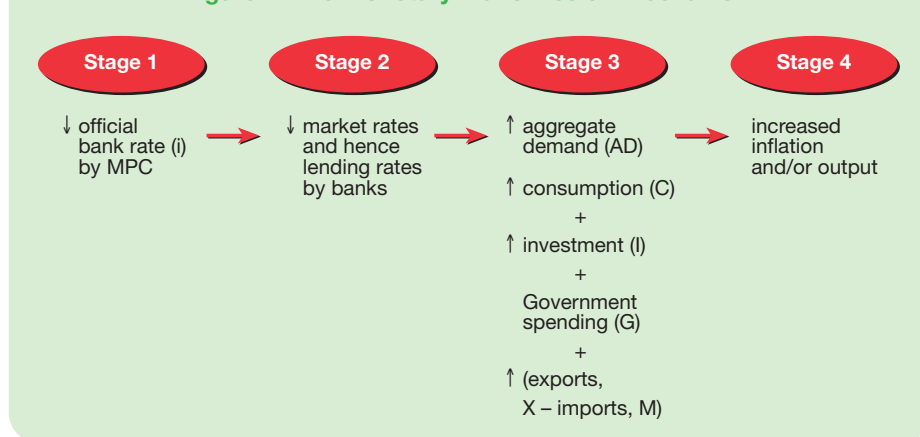 Stage 1
Stage 2
Stage 3
Stage 4
↓ official
bank rate (i)
by MPC
↓ market rates
and hence
lending rates
by banks
↑ aggregate
demand (AD)
↑ consumption (C)
+
↑ investment (I)
+
Government
spending (G)
+
↑ (exports,
X – imports, M)
increased
inflation
and/or output